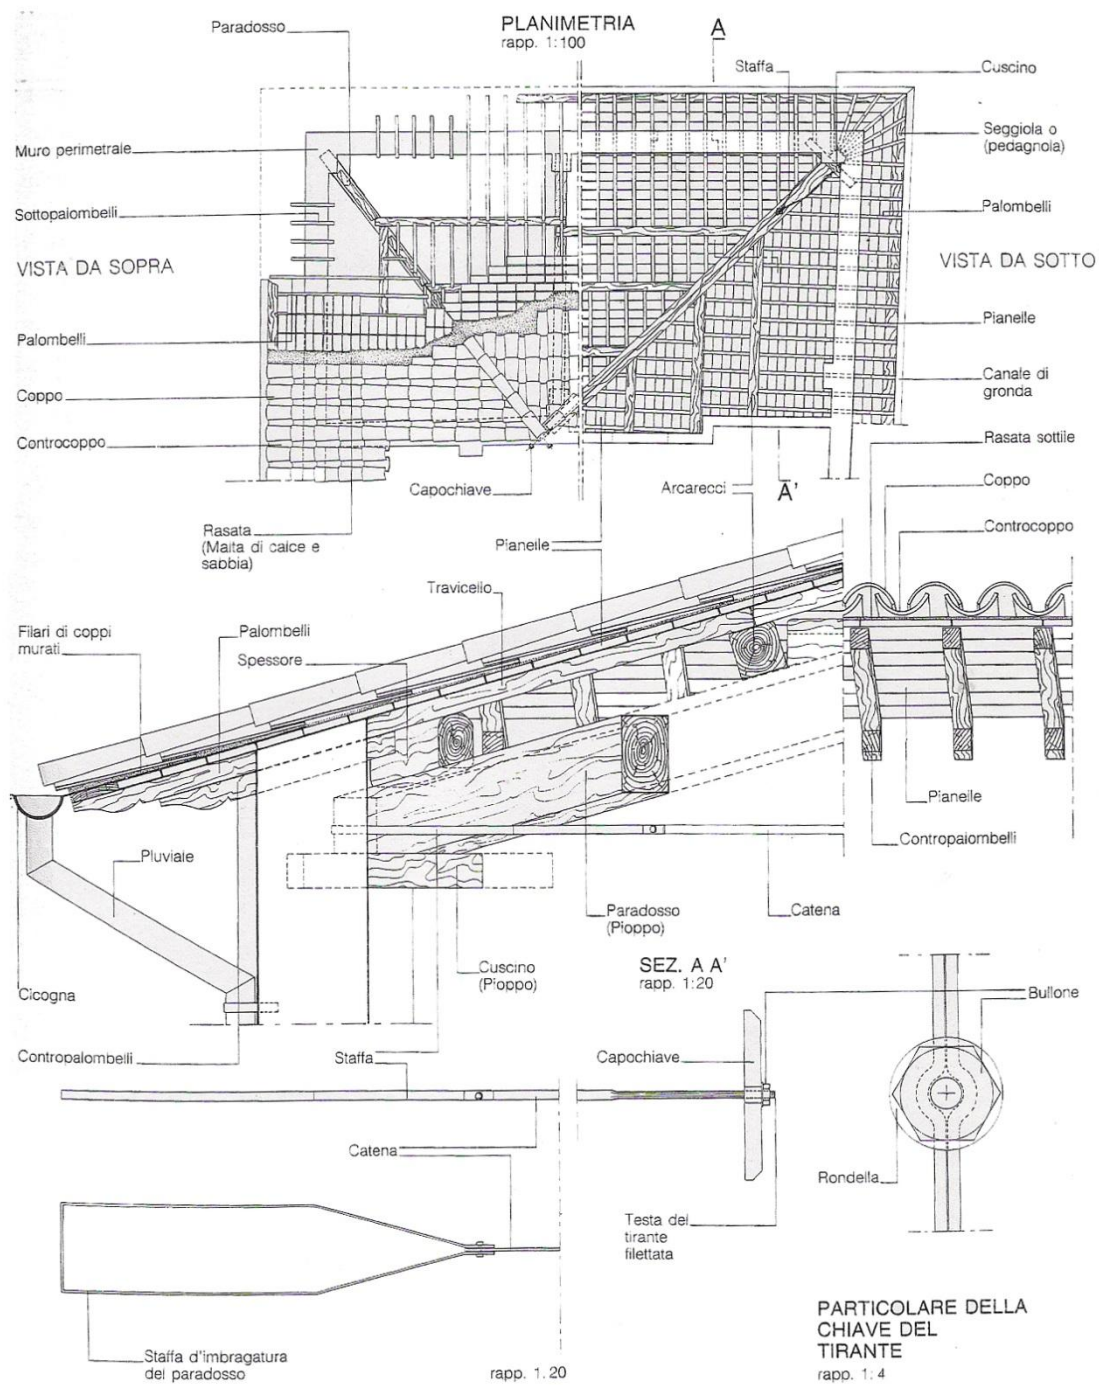 Paradosso
PLANIMETRIA
rapp. 1:100
A
Staffa
Cuscino
Muro perimetrale
Seggiola o
(pedagnola)
Sottopalombelli
Palombelli
VISTA DA SOPRA
VISTA DA SOTTO
Pianelle
Palombelli
Canale di
gronda
Coppo
Controcoppo
Rasata sottile
Capochiave
Arcarecci
A'
Coppo
Rasata
(Malta di calce e
sabbia)
Pianelle
Controcoppo
Travicello
Filari di coppi
murati
Palombelli
Spessore
Pianelle
Contropalombelli
Pluviale
Paradosso
(Pioppo)
Catena
Cuscino
(Pioppo)
SEZ. A A'
rapp. 1:20
Cicogna
Bullone
Contropalombelli
Staffa
Capochiave
Catena
Rondella
Testa del
tirante
filettata
PARTICOLARE DELLA
CHIAVE DEL
TIRANTE
rapp. 1:4
Staffa d'imbragatura
del paradosso
rapp. 1:20